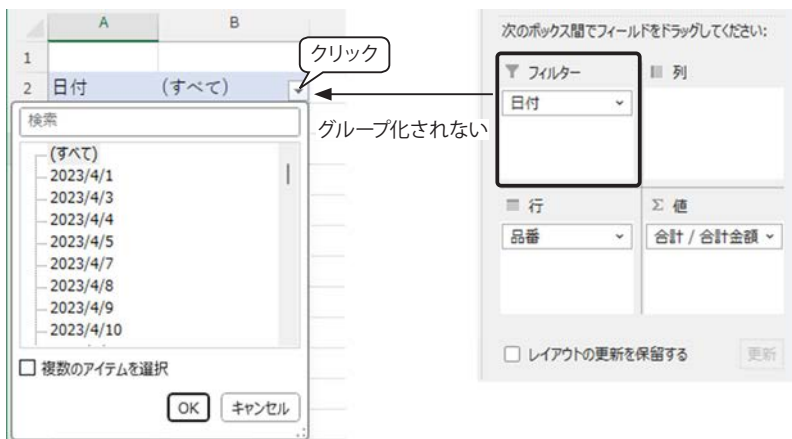 A B
1
2 日付 (すべて)
クリック
検索
(すべて)
2023/4/1
2023/4/3
2023/4/4
2023/4/5
2023/4/7
2023/4/8
2023/4/9
2023/4/10
複数のアイテムを選択
OK キャンセル
グループ化されない
次のボックス間でフィールドをドラッグしてください:
フィルター 列
日付
行 Σ 値
品番 合計 / 合計金額
レイアウトの更新を保留する 更新